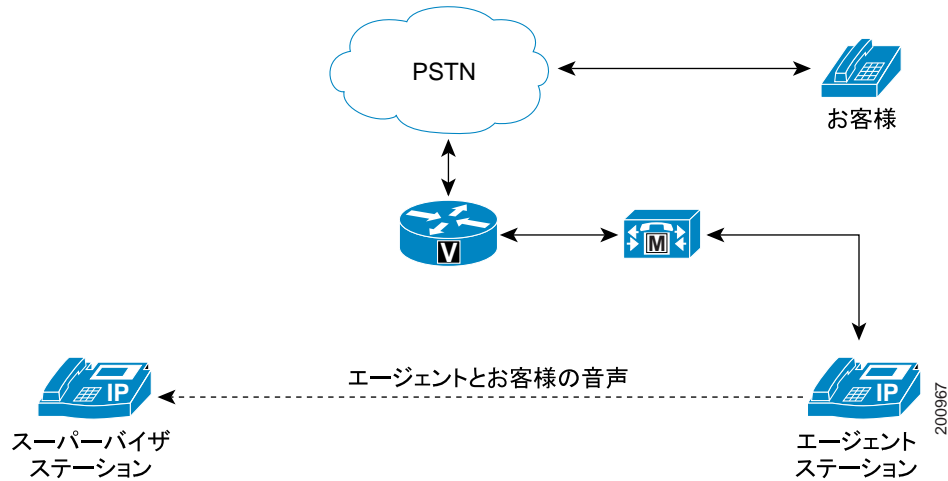 PSTN
お客様
V
M
エージェントとお客様の音声
IP
スーパーバイザ
ステーション
IP
エージェント
ステーション
200967